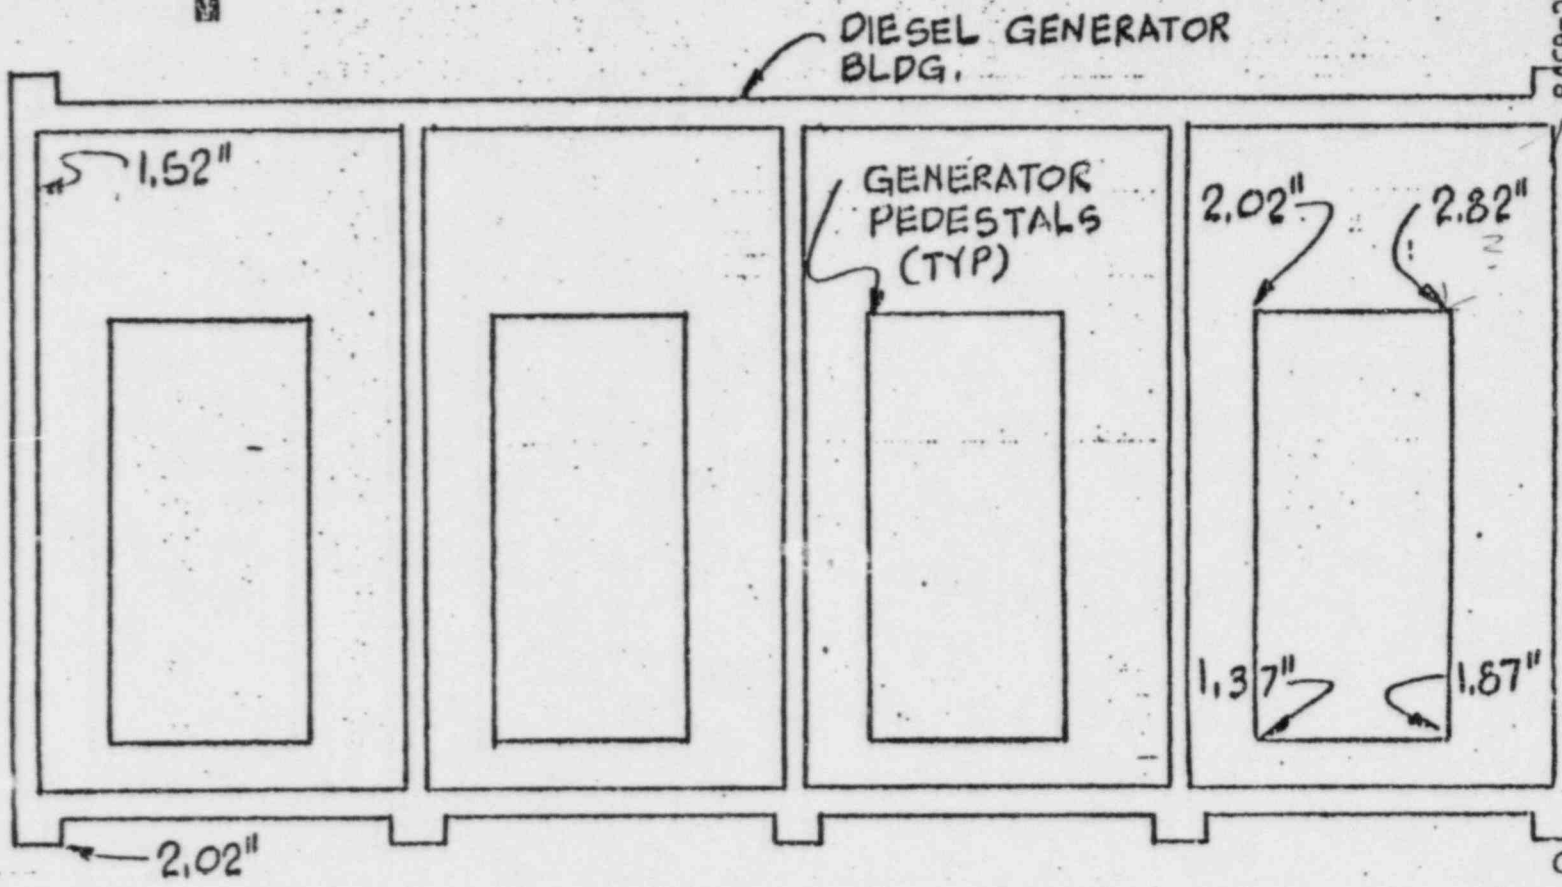 DIESEL GENERATOR
BLDG.
1.52"
GENERATOR
PEDESTALS
(TYP)
2.02"
2.82"
1.37"
1.87"
2.02"